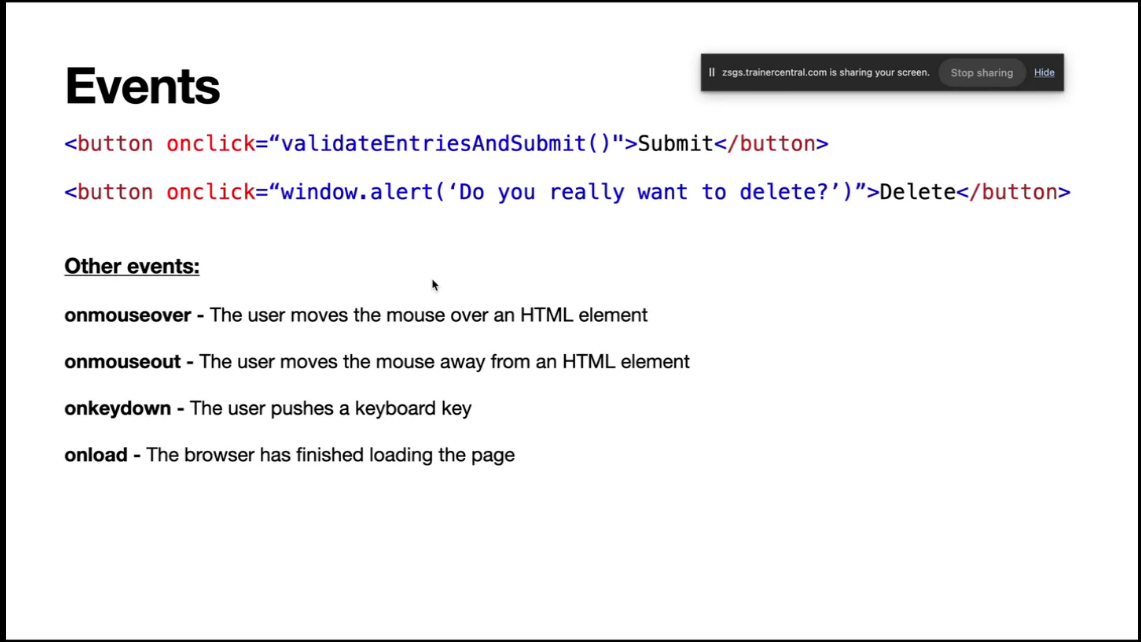 Events
zsgs.trainercentral.com is sharing your screen. Stop sharing Hide
<button onclick=“validateEntriesAndSubmit()">Submit</button>
<button onclick=“window.alert(‘Do you really want to delete?’)”>Delete</button>
Other events:
onmouseover - The user moves the mouse over an HTML element
onmouseout - The user moves the mouse away from an HTML element
onkeydown - The user pushes a keyboard key
onload - The browser has finished loading the page